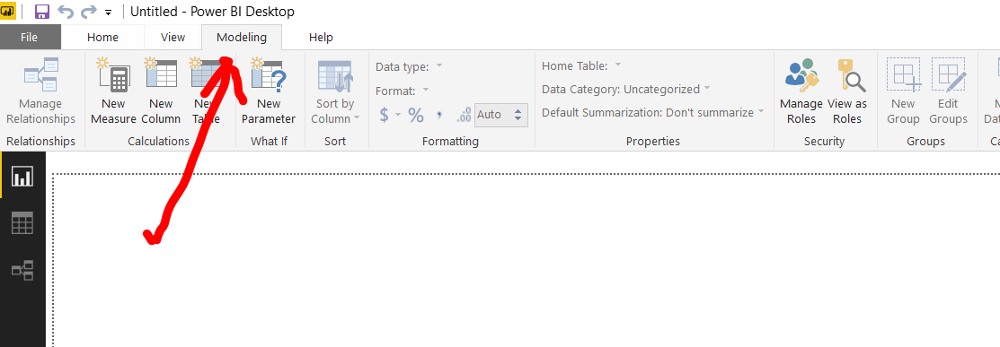 Untitled - Power BI Desktop
File Home View Modeling Help
Manage Relationships
New Measure
New Column
New Table
New Parameter
Sort by Column
Data type:
Format:
$ % , .00 Auto
Home Table:
Data Category: Uncategorized
Default Summarization: Don't summarize
Manage Roles
View as Roles
New Group
Edit Groups
Relationships Calculations What If Sort Formatting Properties Security Groups